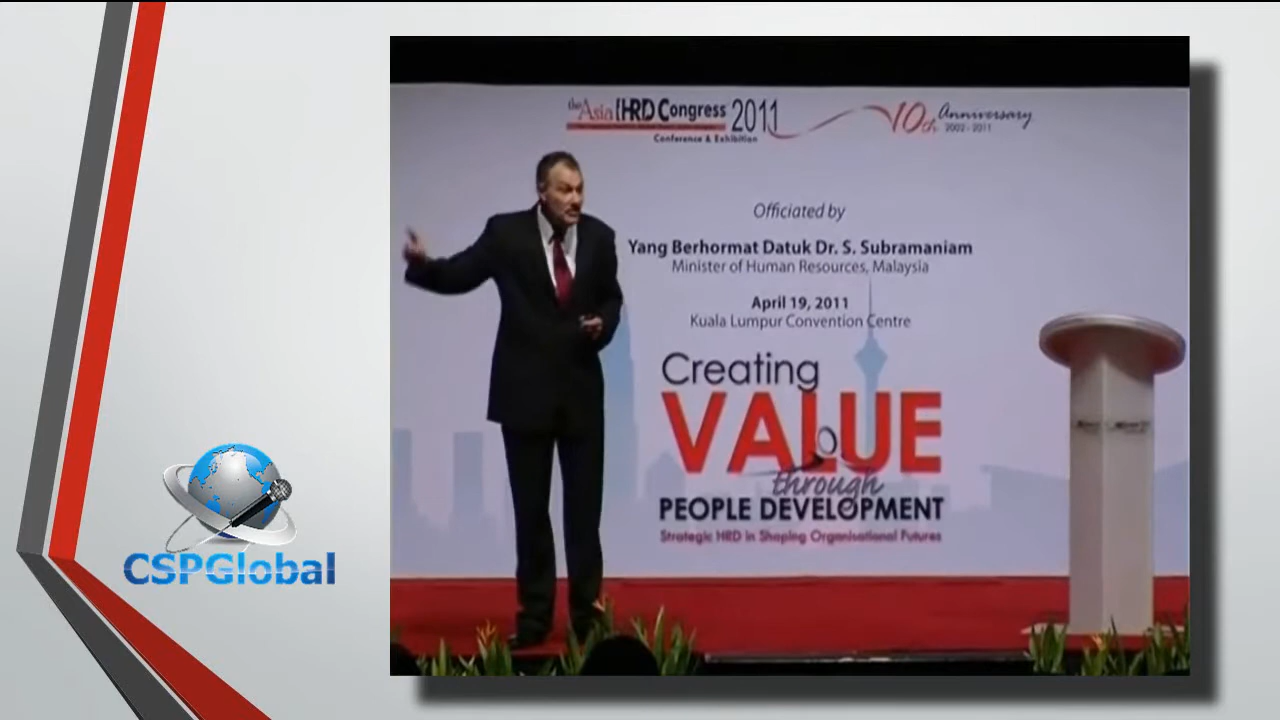 the Asia HRD Congress 2011
Conference & Exhibition
10th Anniversary
2002 - 2011
Officiated by
Yang Berhormat Datuk Dr. S. Subramaniam
Minister of Human Resources, Malaysia
April 19, 2011
Kuala Lumpur Convention Centre
Creating
VALUE
through
PEOPLE DEVELOPMENT
Strategic HRD in Shaping Organisational Futures
CSPGlobal